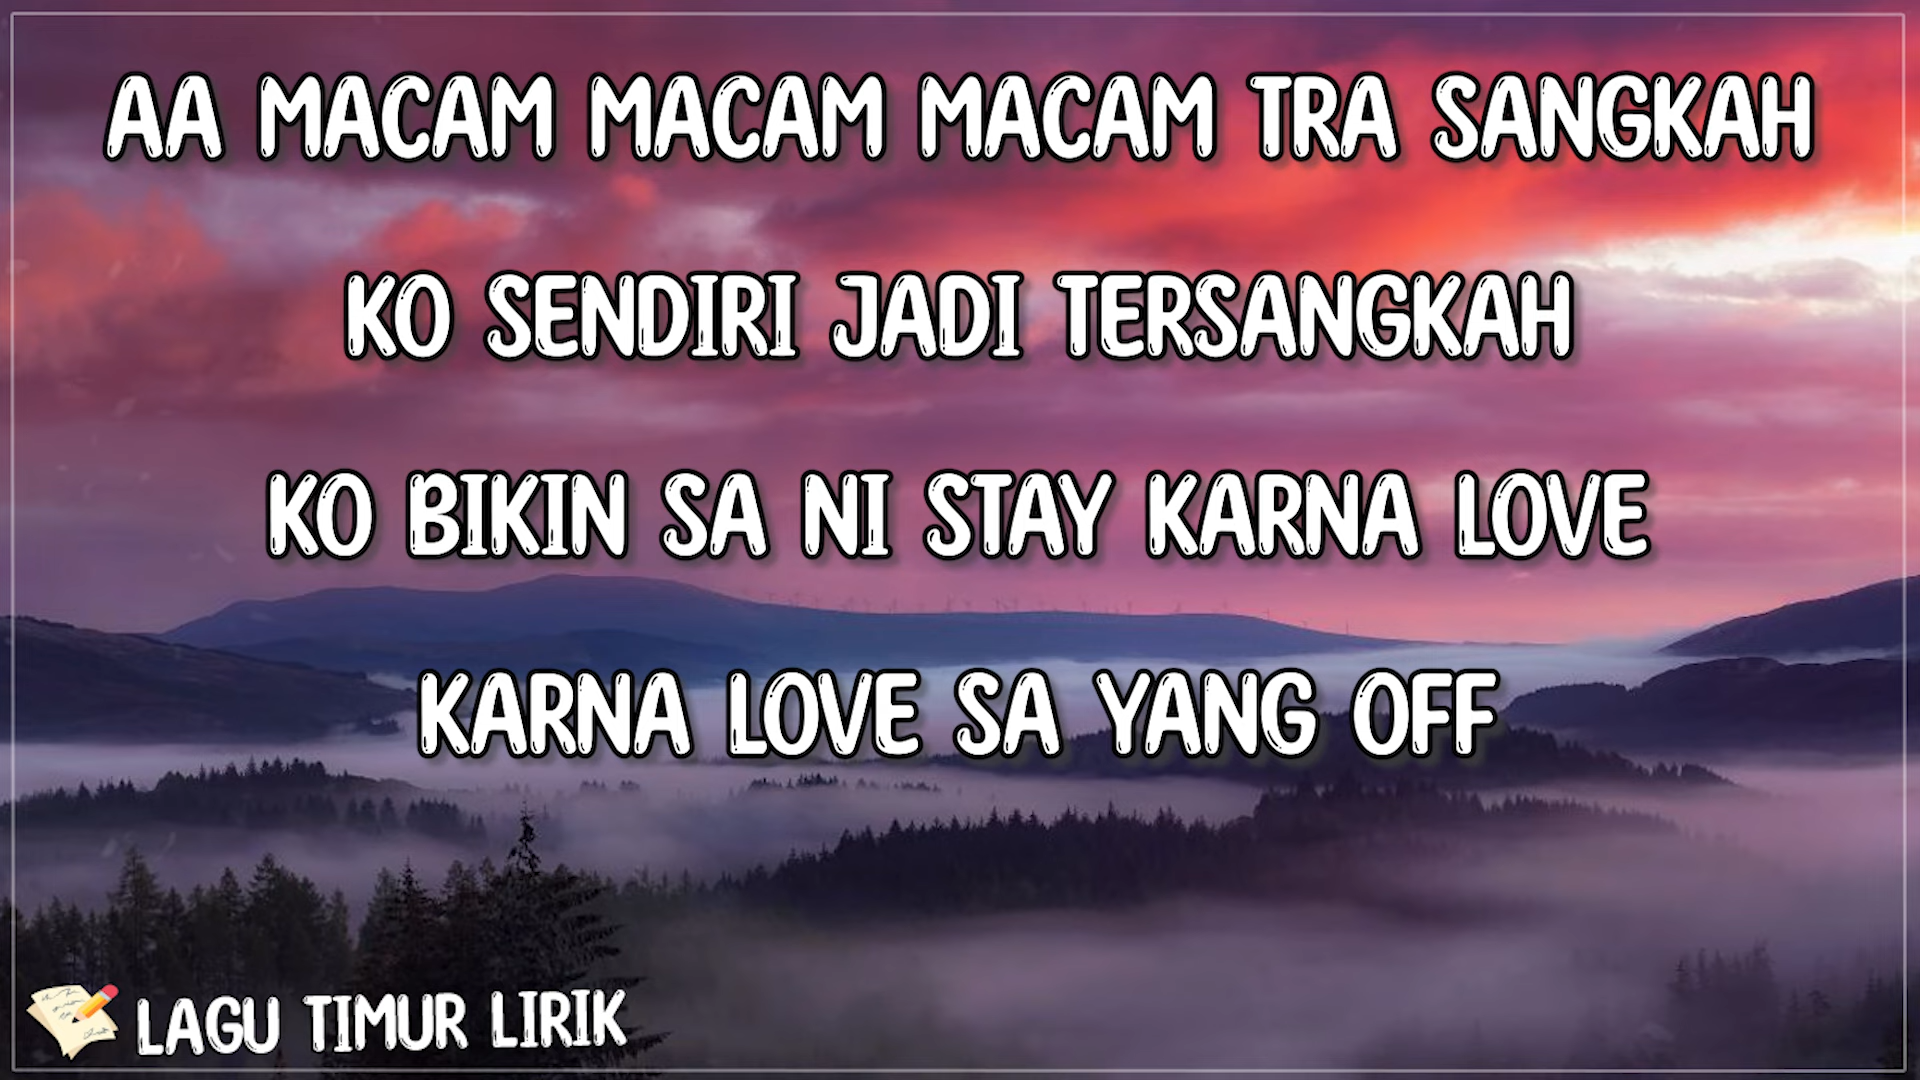 AA MACAM MACAM MACAM TRA SANGKAH
KO SENDIRI JADI TERSANGKAH
KO BIKIN SA NI STAY KARNA LOVE
KARNA LOVE SA YANG OFF
LAGU TIMUR LIRIK